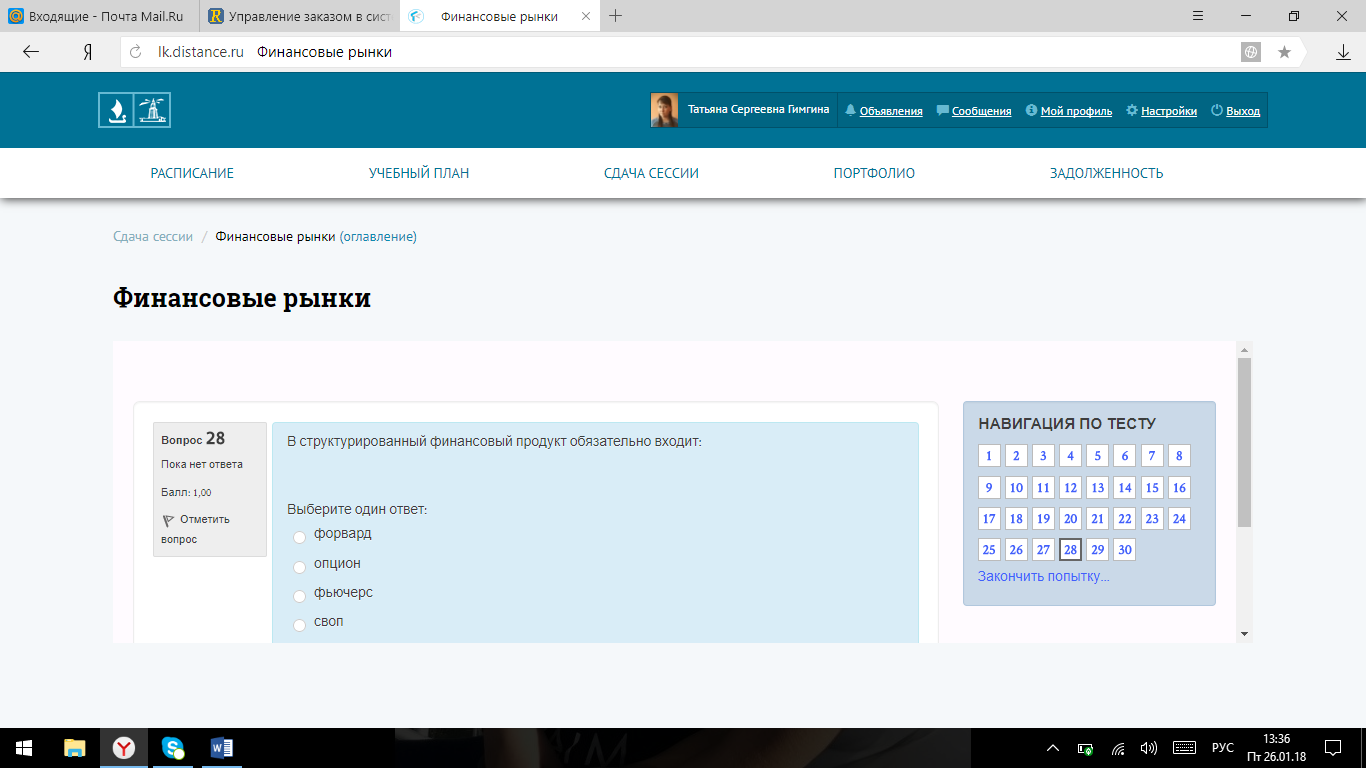 Входящие - Почта Mail.Ru
Управление заказом в сист
Финансовые рынки
lk.distance.ru Финансовые рынки
Татьяна Сергеевна Гимгина
Объявления
Сообщения
Мой профиль
Настройки
Выход
РАСПИСАНИЕ
УЧЕБНЫЙ ПЛАН
СДАЧА СЕССИИ
ПОРТФОЛИО
ЗАДОЛЖЕННОСТЬ
Сдача сессии / Финансовые рынки (оглавление)
Финансовые рынки
Вопрос 28
Пока нет ответа
Балл: 1,00
Отметить
вопрос
В структурированный финансовый продукт обязательно входит:
Выберите один ответ:
форвард
опцион
фьючерс
своп
НАВИГАЦИЯ ПО ТЕСТУ
1 2 3 4 5 6 7 8
9 10 11 12 13 14 15 16
17 18 19 20 21 22 23 24
25 26 27 28 29 30
Закончить попытку...
РУС
13:36
Пт 26.01.18